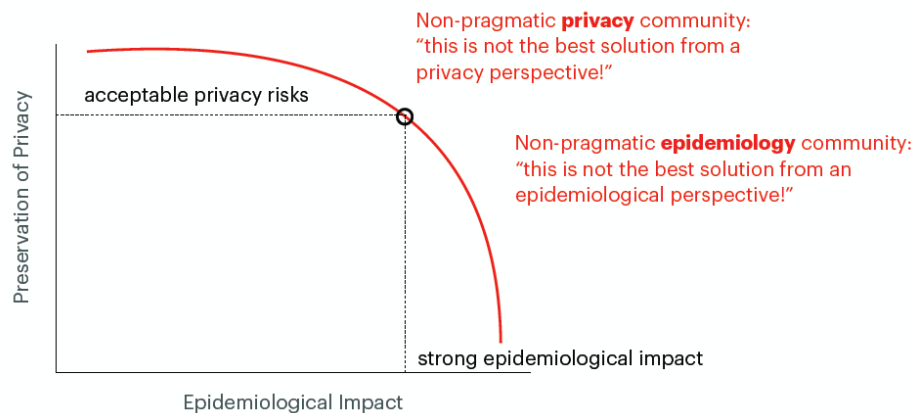 Non-pragmatic privacy community:
“this is not the best solution from a
privacy perspective!”
acceptable privacy risks
Non-pragmatic epidemiology community:
“this is not the best solution from an
epidemiological perspective!”
Preservation of Privacy
strong epidemiological impact
Epidemiological Impact